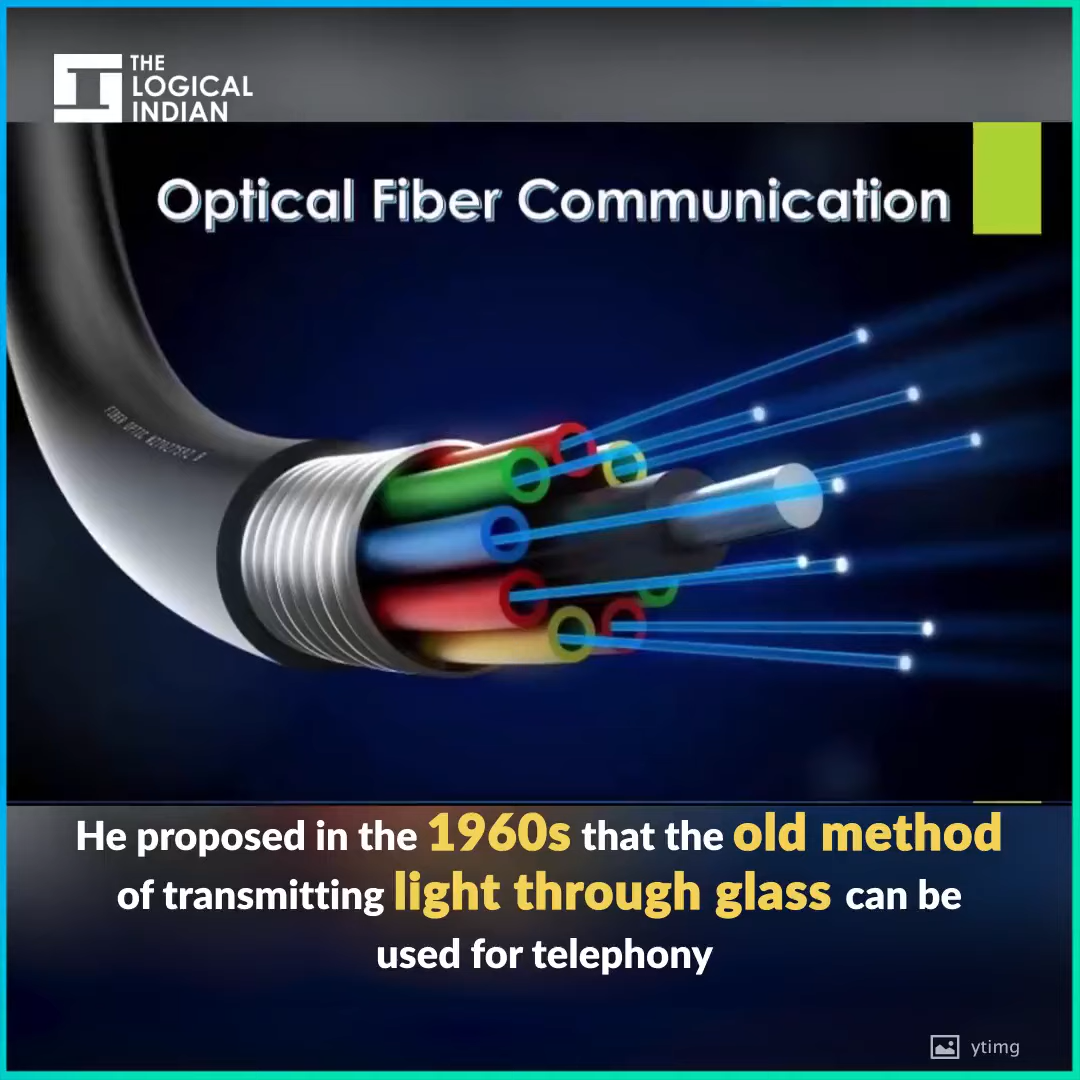 THE
LOGICAL
INDIAN
Optical Fiber Communication
He proposed in the 1960s that the old method
of transmitting light through glass can be
used for telephony
ytimg